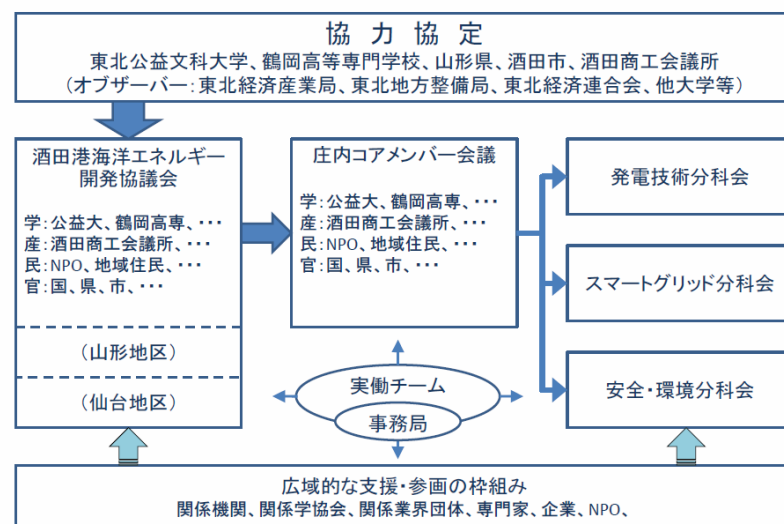 協力協定
東北公益文科大学、鶴岡高等専門学校、山形県、酒田市、酒田商工会議所
(オブザーバー：東北経済産業局、東北地方整備局、東北経済連合会、他大学等)
酒田港海洋エネルギー
開発協議会
学：公益大、鶴岡高専、・・・
産：酒田商工会議所、・・・
民：NPO、地域住民、・・・
官：国、県、市、・・・
(山形地区)
(仙台地区)
庄内コアメンバー会議
学：公益大、鶴岡高専、・・・
産：酒田商工会議所、・・・
民：NPO、地域住民、・・・
官：国、県、市、・・・
発電技術分科会
スマートグリッド分科会
安全・環境分科会
実働チーム
事務局
広域的な支援・参画の枠組み
関係機関、関係学協会、関係業界団体、専門家、企業、NPO、